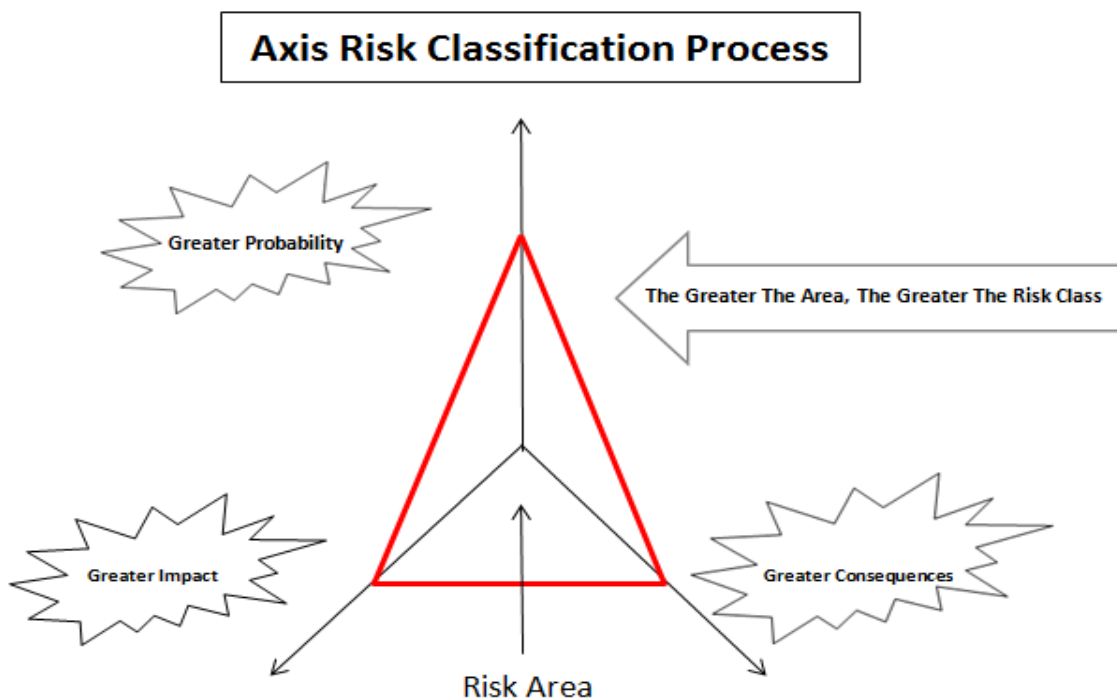 Axis Risk Classification Process
Greater Probability
The Greater The Area, The Greater The Risk Class
Greater Impact
Greater Consequences
Risk Area